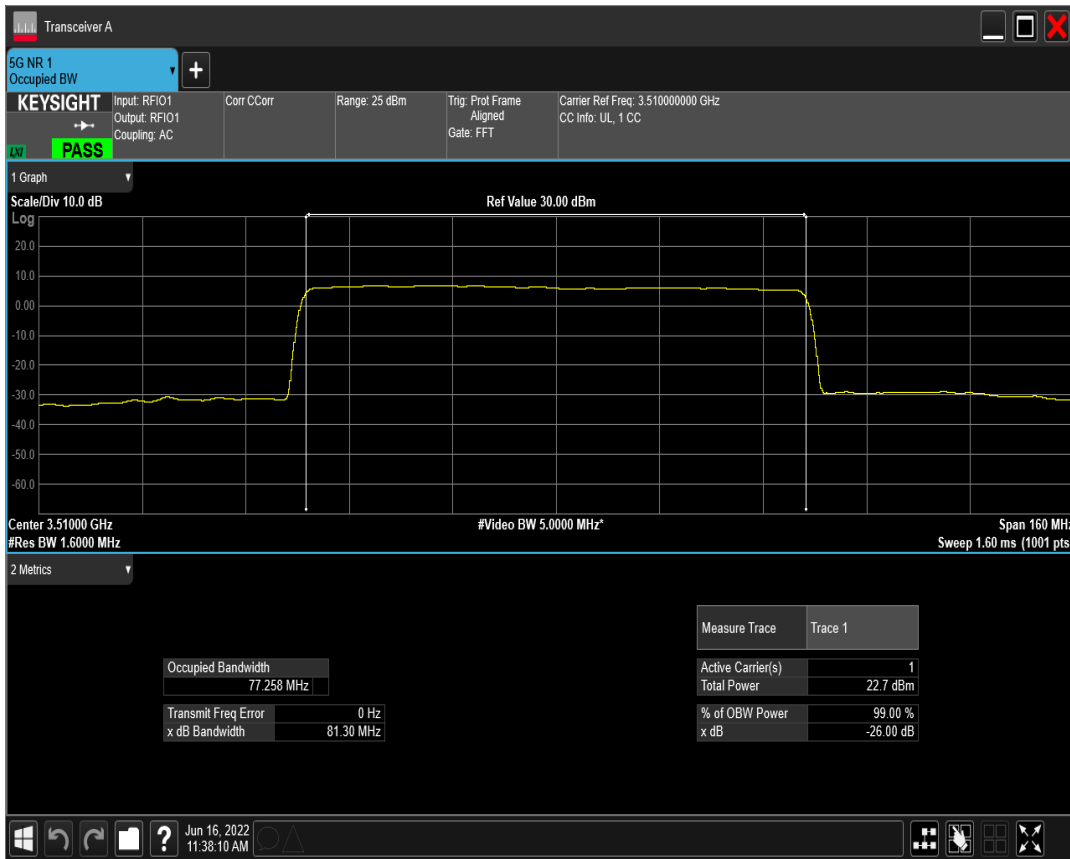 Transceiver A
5G NR 1
Occupied BW
+
KEYSIGHT
LXI
PASS
Input: RFIO1
Output: RFIO1
Coupling: AC
Corr CCorr
Range: 25 dBm
Trig: Prot Frame
Aligned
Gate: FFT
Carrier Ref Freq: 3.510000000 GHz
CC Info: UL, 1 CC
1 Graph
Scale/Div 10.0 dB
Ref Value 30.00 dBm
Log
20.0
10.0
0.00
-10.0
-20.0
-30.0
-40.0
-50.0
-60.0
Center 3.51000 GHz
#Video BW 5.0000 MHz*
Span 160 MHz
#Res BW 1.6000 MHz
Sweep 1.60 ms (1001 pts
2 Metrics
Measure Trace Trace 1
Occupied Bandwidth
77.258 MHz
Active Carrier(s) 1
Total Power 22.7 dBm
Transmit Freq Error 0 Hz
x dB Bandwidth 81.30 MHz
% of OBW Power 99.00 %
x dB -26.00 dB
?
Jun 16, 2022
11:38:10 AM